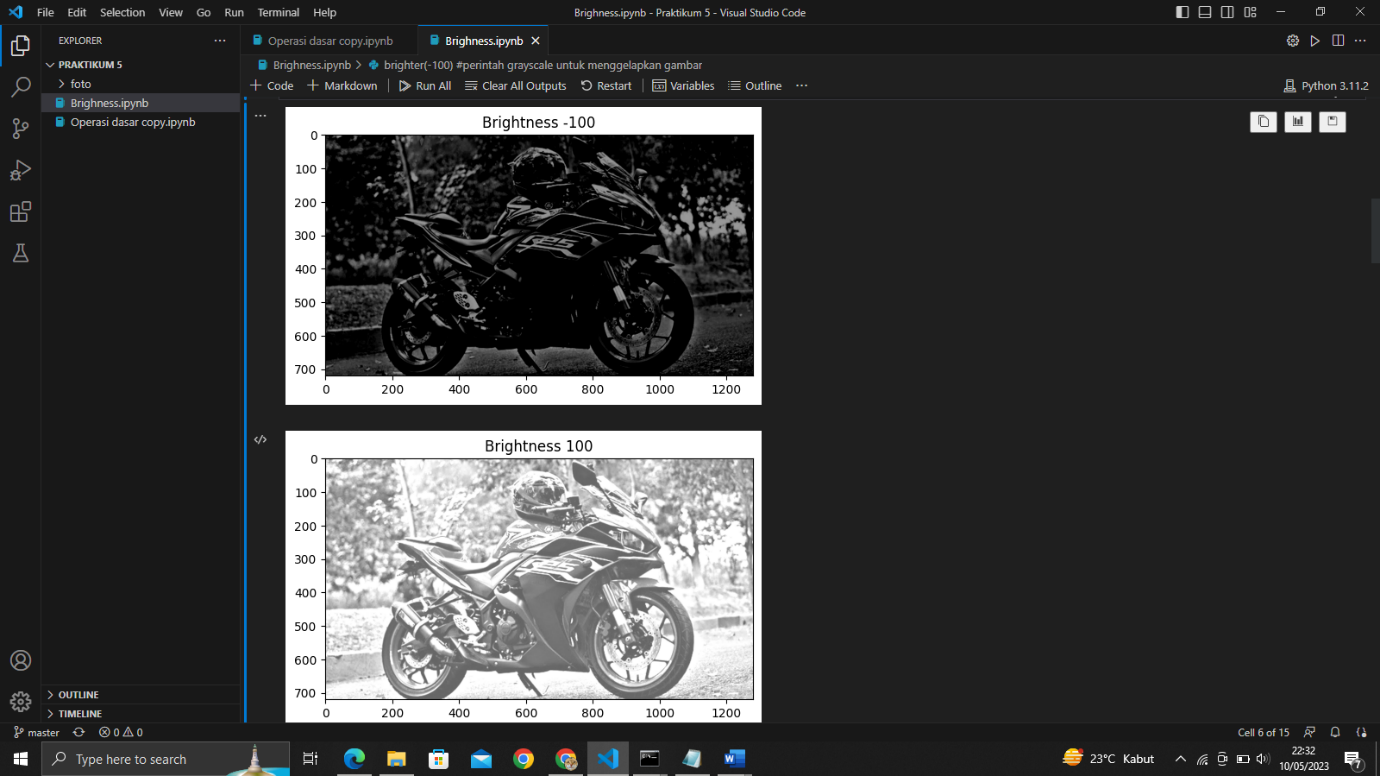 File Edit Selection View Go Run Terminal Help
Brighness.ipynb - Praktikum 5 - Visual Studio Code
EXPLORER
Operasi dasar copy.ipynb
Brighness.ipynb
PRAKTIKUM 5
foto
Brighness.ipynb
Operasi dasar copy.ipynb
Brighness.ipynb > brighter(-100) #perintah grayscale untuk menggelapkan gambar
+ Code + Markdown Run All Clear All Outputs Restart Variables Outline ...
Python 3.11.2
Brightness -100
0
100
200
300
400
500
600
700
0 200 400 600 800 1000 1200
Brightness 100
0
100
200
300
400
500
600
700
0 200 400 600 800 1000 1200
OUTLINE
TIMELINE
master 0 0
Cell 6 of 15
Type here to search
23°C Kabut
22:32
10/05/2023
7